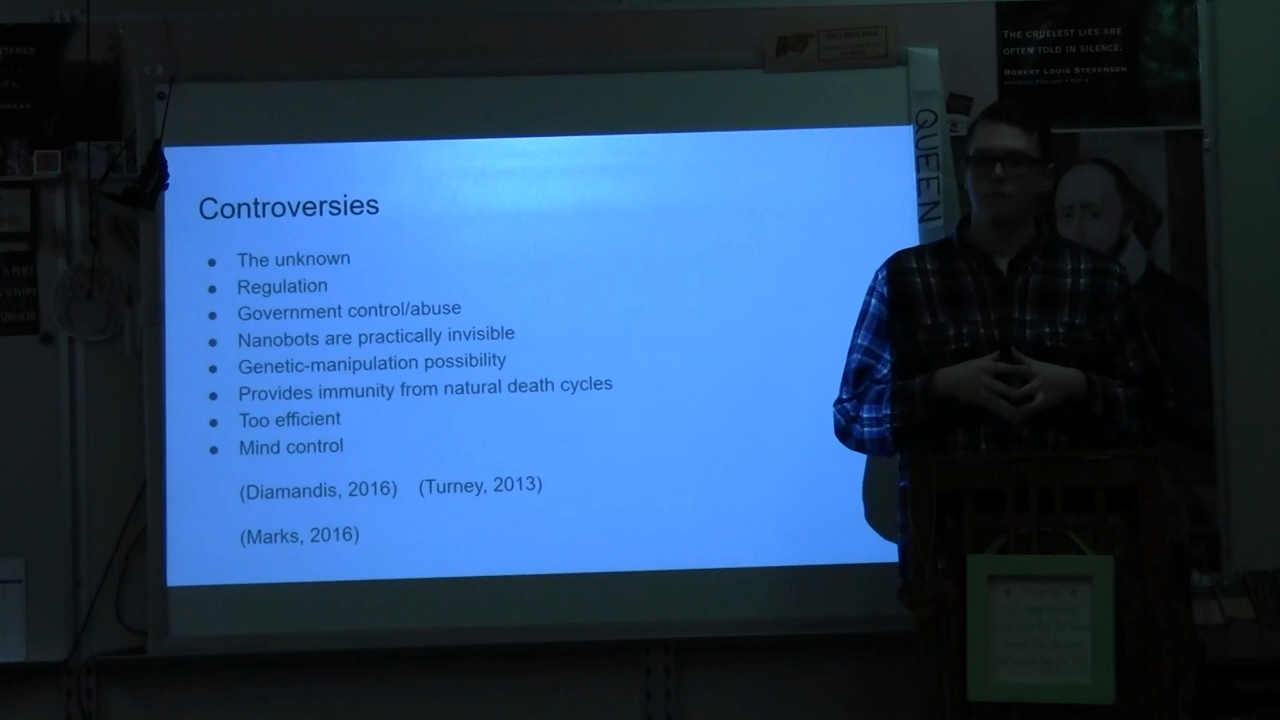 THE CRUELEST LIES ARE
OFTEN TOLD IN SILENCE.
ROBERT LOUIS STEVENSON
QUEEN
Controversies
● The unknown
● Regulation
● Government control/abuse
● Nanobots are practically invisible
● Genetic-manipulation possibility
● Provides immunity from natural death cycles
● Too efficient
● Mind control
(Diamandis, 2016) (Turney, 2013)
(Marks, 2016)